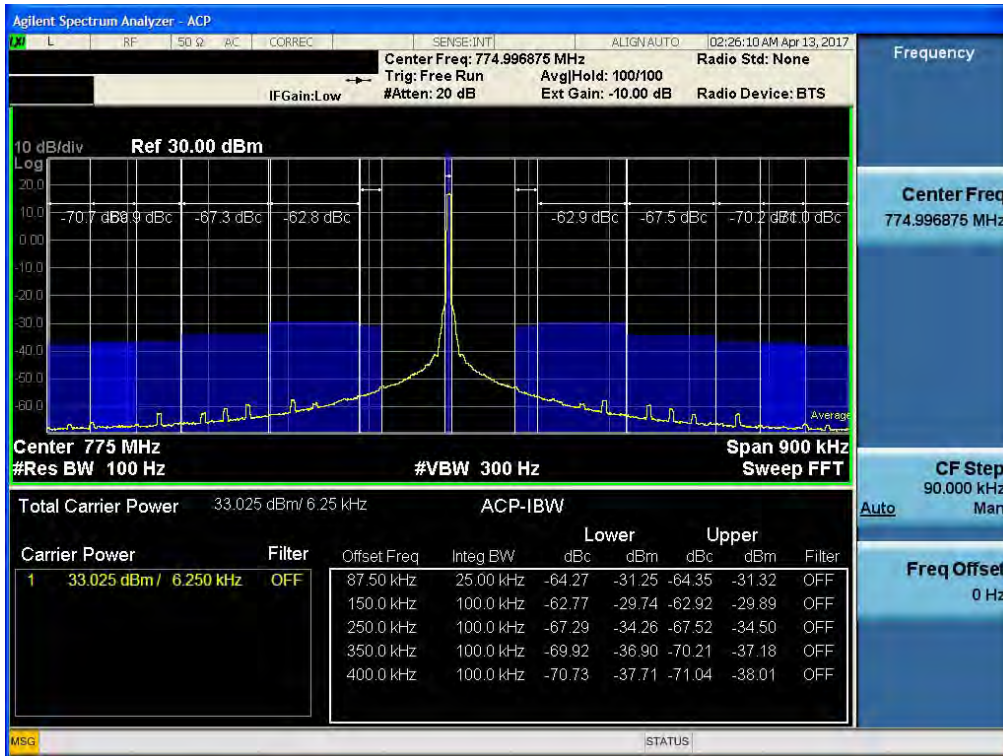 Agilent Spectrum Analyzer - ACP
LXI L RF 50 Ω AC CORREC SENSE:INT ALIGN AUTO 02:26:10 AM Apr 13, 2017
Center Freq: 774.996875 MHz Radio Std: None
Trig: Free Run Avg|Hold: 100/100
IFGain:Low #Atten: 20 dB Ext Gain: -10.00 dB Radio Device: BTS
10 dB/div Ref 30.00 dBm
Log
20.0
10.0
0.00
-10.0
-20.0
-30.0
-40.0
-50.0
-60.0
-70.7 dBc -67.3 dBc -62.8 dBc -62.9 dBc -67.5 dBc -70.2 dBc
Average
Center 775 MHz Span 900 kHz
#Res BW 100 Hz #VBW 300 Hz Sweep FFT
Total Carrier Power 33.025 dBm/ 6.25 kHz ACP-IBW
Lower Upper
Carrier Power Filter Offset Freq Integ BW dBc dBm dBc dBm Filter
1 33.025 dBm / 6.250 kHz OFF
87.50 kHz 25.00 kHz -64.27 -31.25 -64.35 -31.32 OFF
150.0 kHz 100.0 kHz -62.77 -29.74 -62.92 -29.89 OFF
250.0 kHz 100.0 kHz -67.29 -34.26 -67.52 -34.50 OFF
350.0 kHz 100.0 kHz -69.92 -36.90 -70.21 -37.18 OFF
400.0 kHz 100.0 kHz -70.73 -37.71 -71.04 -38.01 OFF
MSG STATUS
Frequency
Center Freq
774.996875 MHz
CF Step
90.000 kHz
Auto Man
Freq Offset
0 Hz